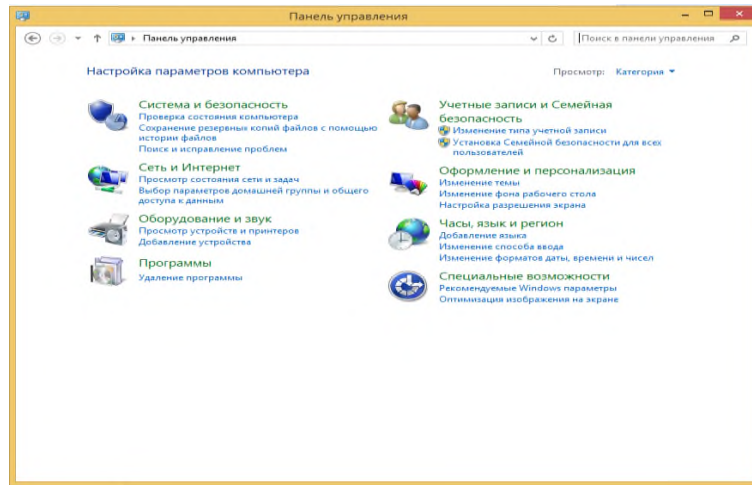 Панель управления
Панель управления
Поиск в панели управления
Настройка параметров компьютера
Просмотр: Категория
Система и безопасность
Проверка состояния компьютера
Сохранение резервных копий файлов с помощью
истории файлов
Поиск и исправление проблем
Сеть и Интернет
Просмотр состояния сети и задач
Выбор параметров домашней группы и общего
доступа к данным
Оборудование и звук
Просмотр устройств и принтеров
Добавление устройства
Программы
Удаление программы
Учетные записи и Семейная
безопасность
Изменение типа учетной записи
Установка Семейной безопасности для всех
пользователей
Оформление и персонализация
Изменение темы
Изменение фона рабочего стола
Настройка разрешения экрана
Часы, язык и регион
Добавление языка
Изменение способа ввода
Изменение форматов даты, времени и чисел
Специальные возможности
Рекомендуемые Windows параметры
Оптимизация изображения на экране